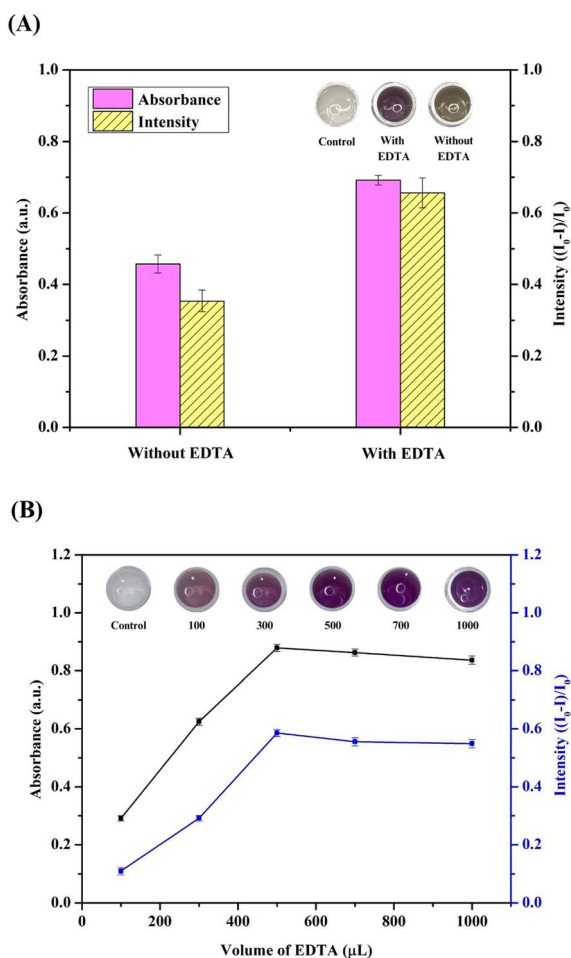 (A)
1.0
0.8
0.6
0.4
0.2
0.0
Absorbance (a.u.)
Absorbance
Intensity
Control
With
EDTA
Without
EDTA
1.0
0.8
0.6
0.4
0.2
0.0
Intensity ((I₀-I)/I₀)
Without EDTA
With EDTA
(B)
1.2
1.0
0.8
0.6
0.4
0.2
0.0
Absorbance (a.u.)
Control
100
300
500
700
1000
1.2
1.0
0.8
0.6
0.4
0.2
0.0
Intensity ((I₀-I)/I₀)
0
200
400
600
800
1000
Volume of EDTA (µL)